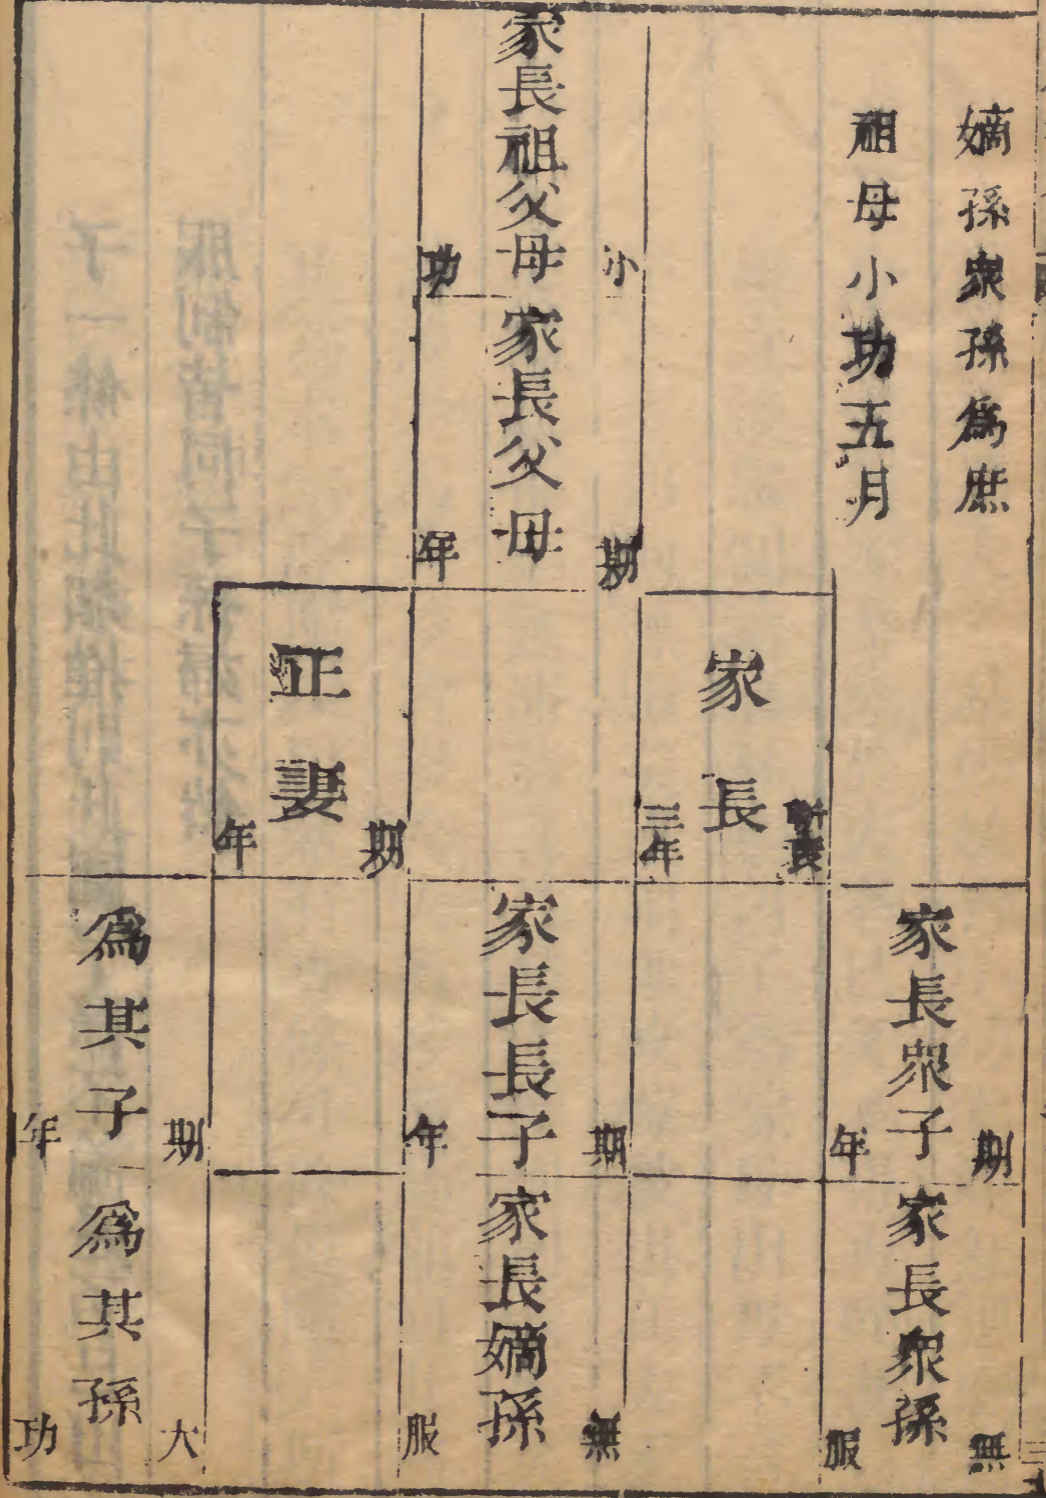 嫡孫衆孫爲庶
祖母小功五月
家長祖父母
小功
家長父母
期年
家長
斬衰三年
正妻
期年
家長衆子
期年
家長長子
期年
爲其子
期年
家長衆孫
無服
家長嫡孫
無服
爲其孫
大功